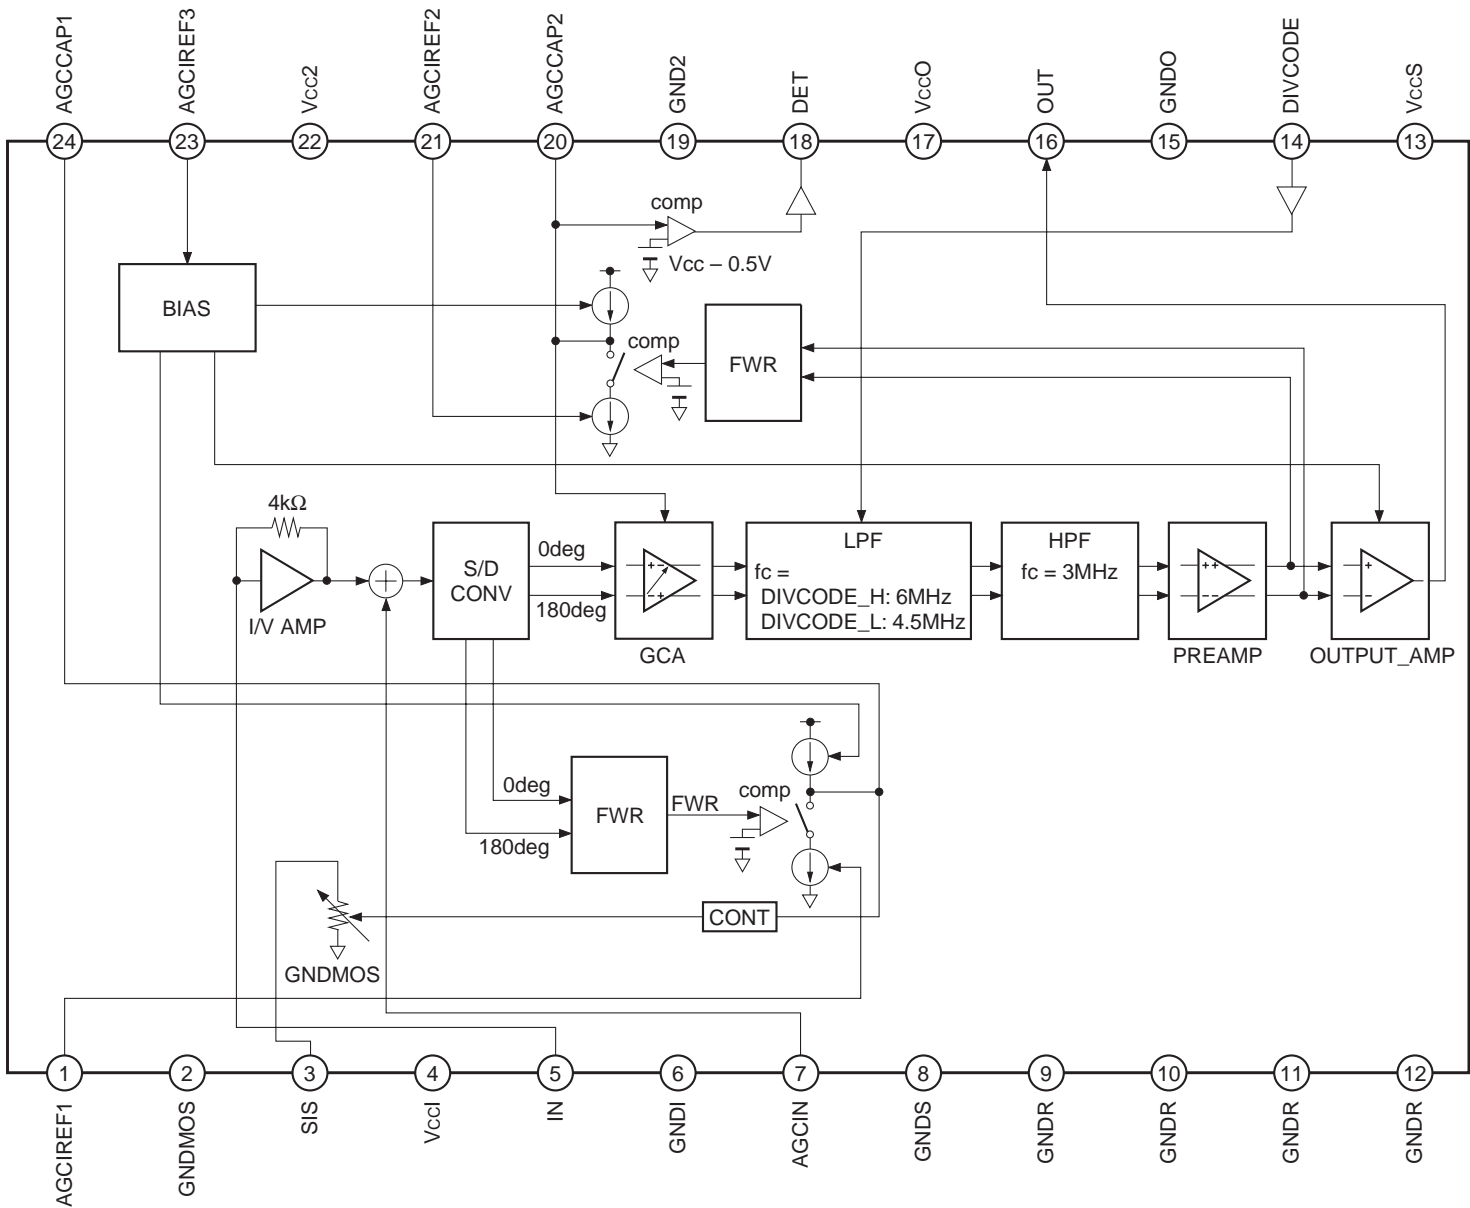 AGCCAP1
AGCIREF3
Vcc2
AGCIREF2
AGCCAP2
GND2
DET
VccO
OUT
GNDO
DIVCODE
VccS
24
23
22
21
20
19
18
17
16
15
14
13
comp
Vcc – 0.5V
BIAS
comp
FWR
4kΩ
I/V AMP
+
S/D
CONV
0deg
180deg
+ –
– +
GCA
LPF
fc =
DIVCODE_H: 6MHz
DIVCODE_L: 4.5MHz
HPF
fc = 3MHz
+ +
– –
PREAMP
+
–
OUTPUT_AMP
0deg
180deg
FWR
FWR
comp
CONT
GNDMOS
1
2
3
4
5
6
7
8
9
10
11
12
AGCIREF1
GNDMOS
SIS
VccI
IN
GNDI
AGCIN
GNDS
GNDR
GNDR
GNDR
GNDR